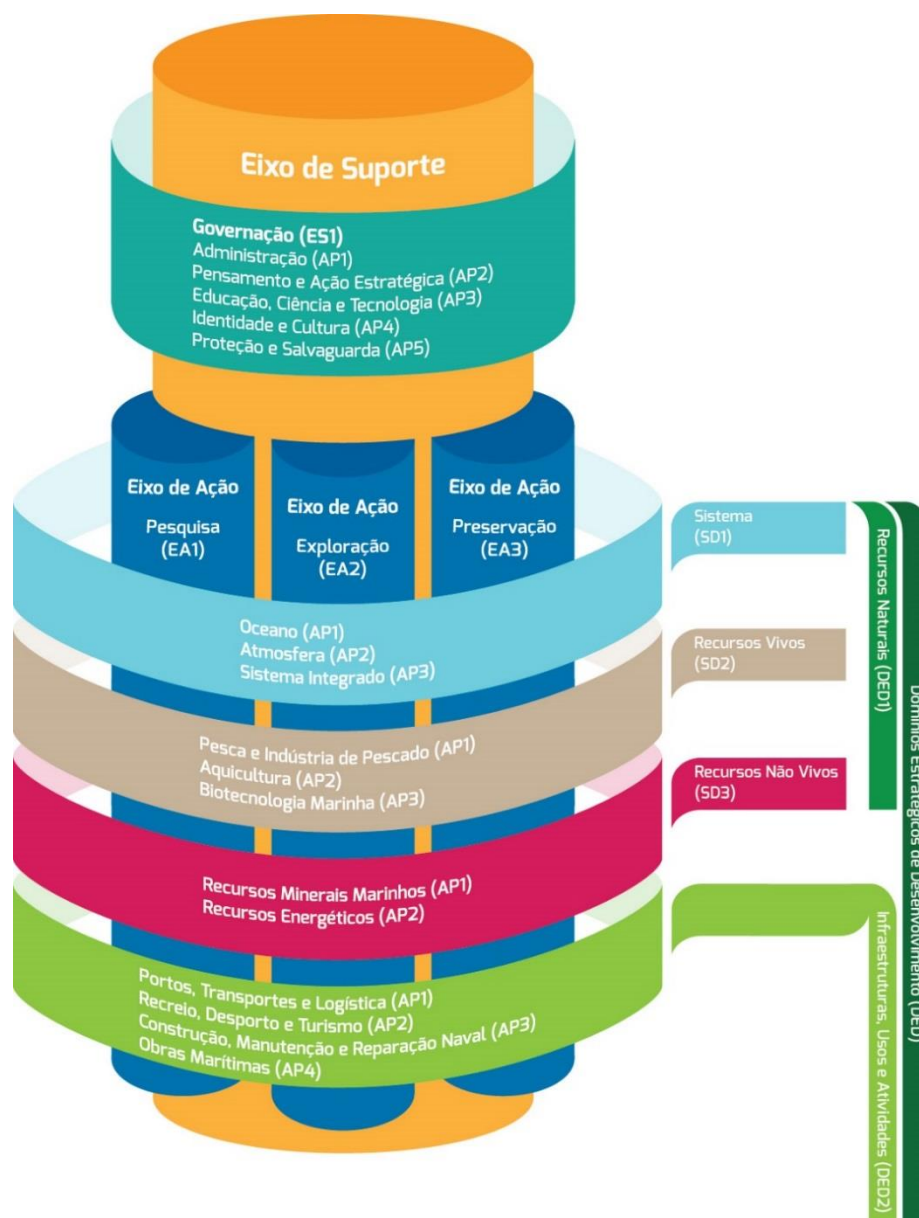 Eixo de Suporte
Governação (ES1)
Administração (AP1)
Pensamento e Ação Estratégica (AP2)
Educação, Ciência e Tecnologia (AP3)
Identidade e Cultura (AP4)
Proteção e Salvaguarda (AP5)
Eixo de Ação
Pesquisa
(EA1)
Eixo de Ação
Exploração
(EA2)
Eixo de Ação
Preservação
(EA3)
Oceano (AP1)
Atmosfera (AP2)
Sistema Integrado (AP3)
Pesca e Indústria de Pescado (AP1)
Aquicultura (AP2)
Biotecnologia Marinha (AP3)
Recursos Minerais Marinhos (AP1)
Recursos Energéticos (AP2)
Portos, Transportes e Logística (AP1)
Recreio, Desporto e Turismo (AP2)
Construção, Manutenção e Reparação Naval (AP3)
Obras Marítimas (AP4)
Sistema
(SD1)
Recursos Vivos
(SD2)
Recursos Não Vivos
(SD3)
Recursos Naturais (DED1)
Infraestruturas, Usos e Atividades (DED2)
Domínios Estratégicos de Desenvolvimento (DED)